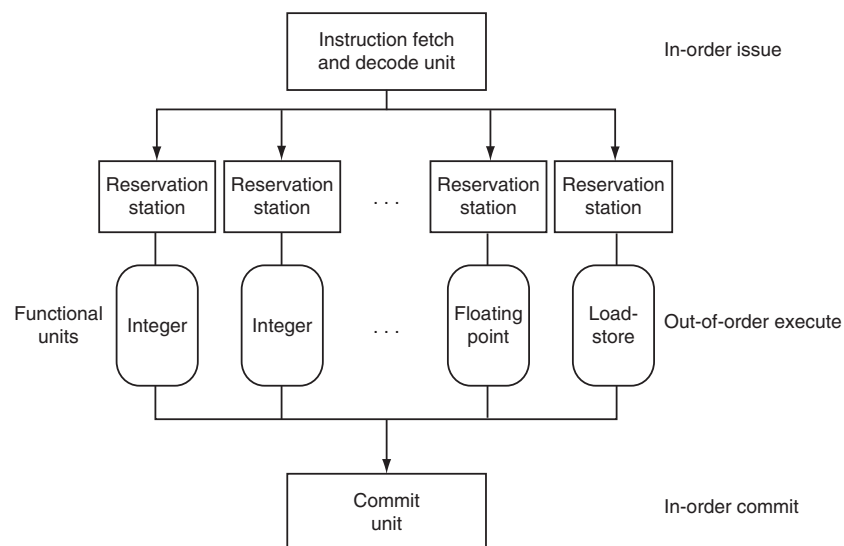 Instruction fetch
and decode unit
In-order issue
Reservation
station
Reservation
station
. . .
Reservation
station
Reservation
station
Functional
units
Integer
Integer
. . .
Floating
point
Load-
store
Out-of-order execute
Commit
unit
In-order commit